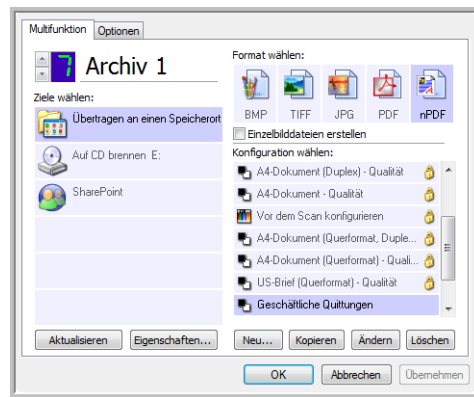 Multifunktion Optionen
7 Archiv 1
Ziele wählen:
Übertragen an einen Speicherort
Auf CD brennen E:
SharePoint
Format wählen:
BMP TIFF JPG PDF nPDF
Einzelbilddateien erstellen
Konfiguration wählen:
A4-Dokument (Duplex) - Qualität
A4-Dokument - Qualität
Vor dem Scan konfigurieren
A4-Dokument (Querformat, Duple...
A4-Dokument (Querformat) - Quali...
US-Brief (Querformat) - Qualität
Geschäftliche Quittungen
Aktualisieren Eigenschaften... Neu... Kopieren Ändern Löschen
OK Abbrechen Übernehmen